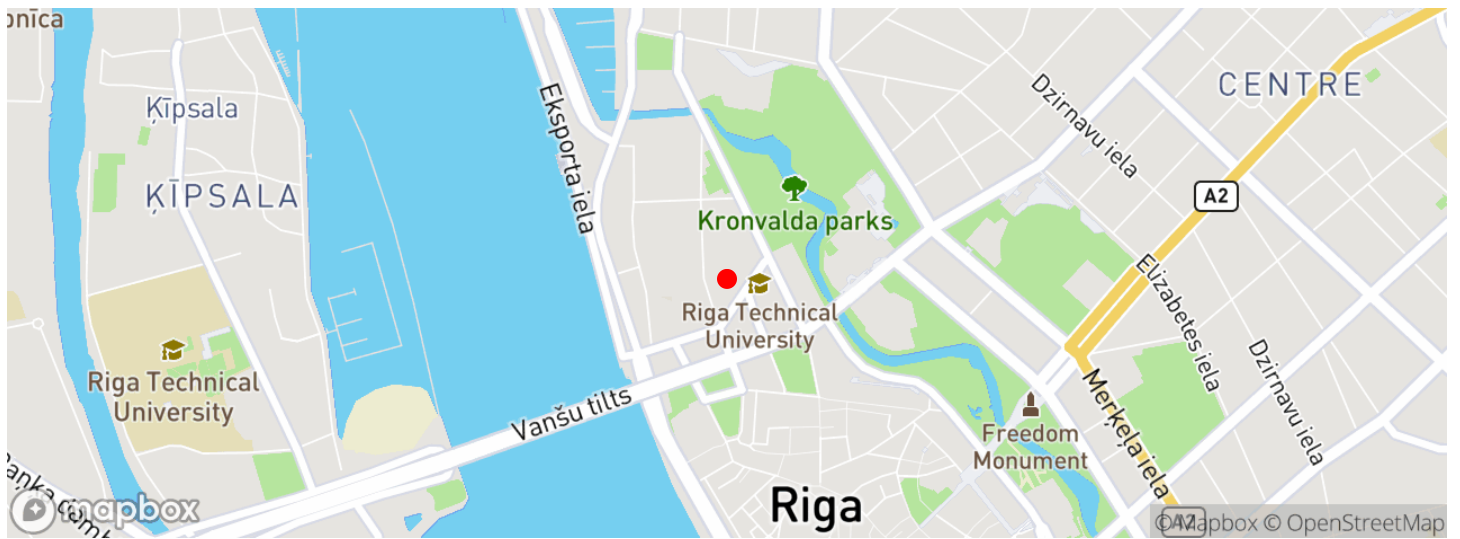 onīca
Ķīpsala
ĶĪPSALA
Eksporta iela
Kronvalda parks
Dzirnavu iela
CENTRE
A2
Elizabetes iela
Riga Technical
University
Riga Technical
University
Vanšu tilts
Dzirnavu iela
Merķeļa iela
Freedom
Monument
Riga
mapbox
A2
© Mapbox © OpenStreetMap